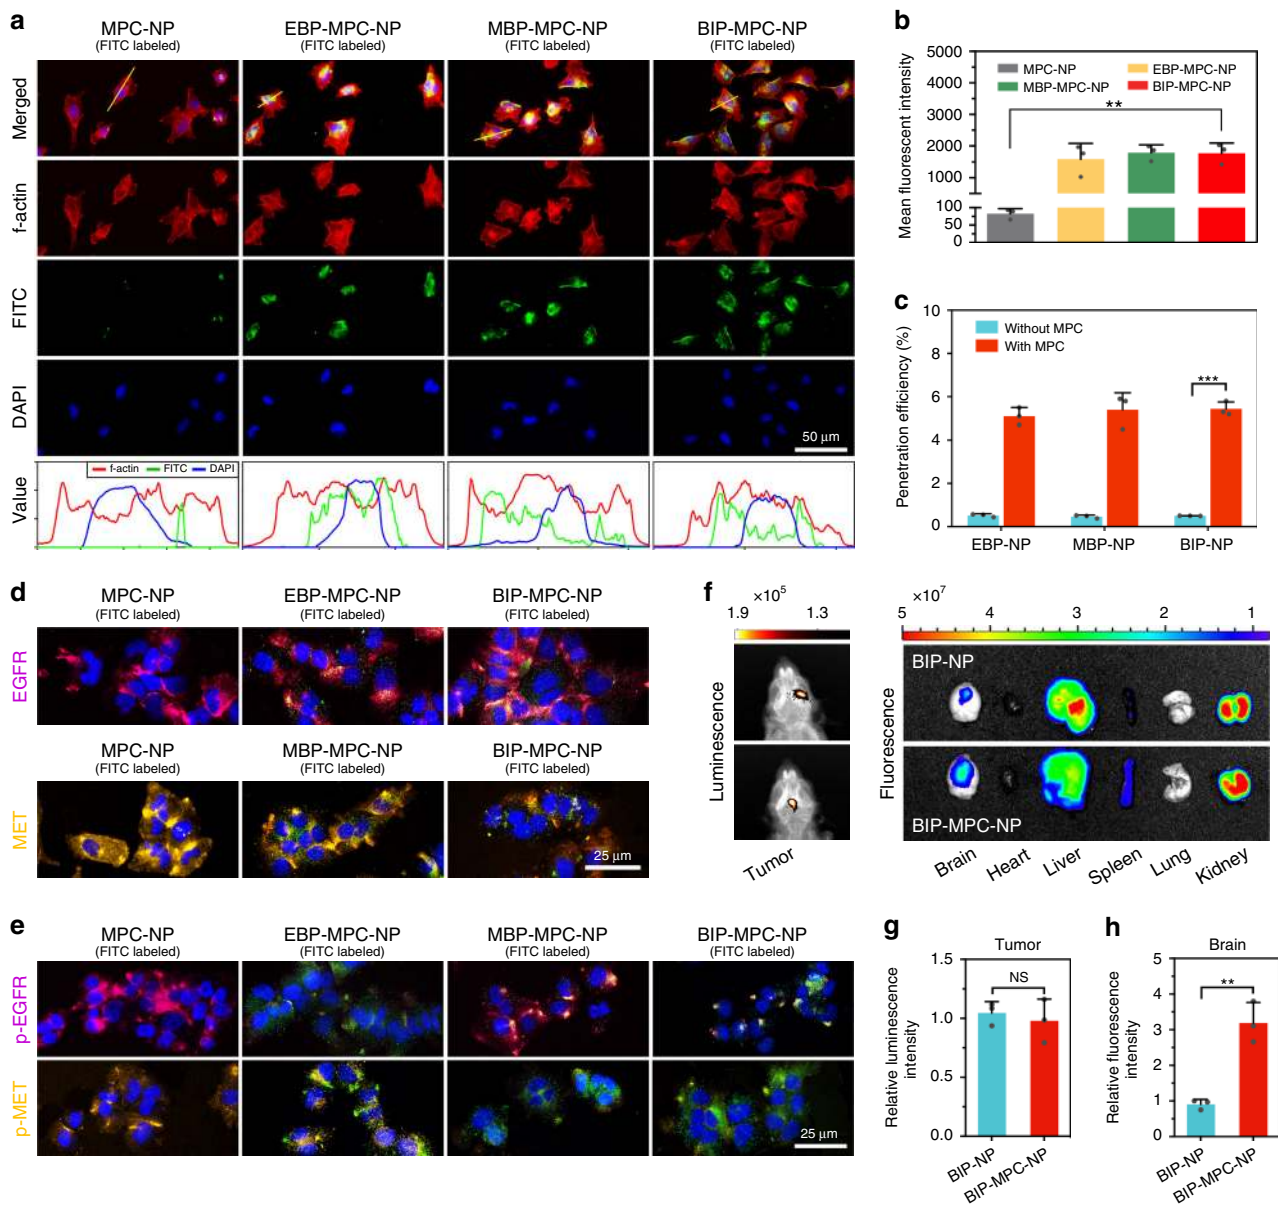 a
MPC-NP
(FITC labeled)
EBP-MPC-NP
(FITC labeled)
MBP-MPC-NP
(FITC labeled)
BIP-MPC-NP
(FITC labeled)
Merged
f-actin
FITC
DAPI
50 μm
Value
f-actin FITC DAPI
b
Mean fluorescent intensity
5000
4000
3000
2000
1000
100
50
0
MPC-NP
EBP-MPC-NP
MBP-MPC-NP
BIP-MPC-NP
**
c
Penetration efficiency (%)
10
8
6
4
2
0
Without MPC
With MPC
***
EBP-NP
MBP-NP
BIP-NP
d
MPC-NP
(FITC labeled)
EBP-MPC-NP
(FITC labeled)
BIP-MPC-NP
(FITC labeled)
EGFR
MPC-NP
(FITC labeled)
MBP-MPC-NP
(FITC labeled)
BIP-MPC-NP
(FITC labeled)
MET
25 μm
e
MPC-NP
(FITC labeled)
EBP-MPC-NP
(FITC labeled)
MBP-MPC-NP
(FITC labeled)
BIP-MPC-NP
(FITC labeled)
p-EGFR
p-MET
25 μm
f
×10⁵
1.9 1.3
Luminescence
Tumor
×10⁷
5 4 3 2 1
Fluorescence
BIP-NP
BIP-MPC-NP
Brain
Heart
Liver
Spleen
Lung
Kidney
g
Tumor
Relative luminescence
intensity
1.5
1.0
0.5
0.0
NS
BIP-NP
BIP-MPC-NP
h
Brain
Relative fluorescence
intensity
5
4
3
2
1
0
**
BIP-NP
BIP-MPC-NP